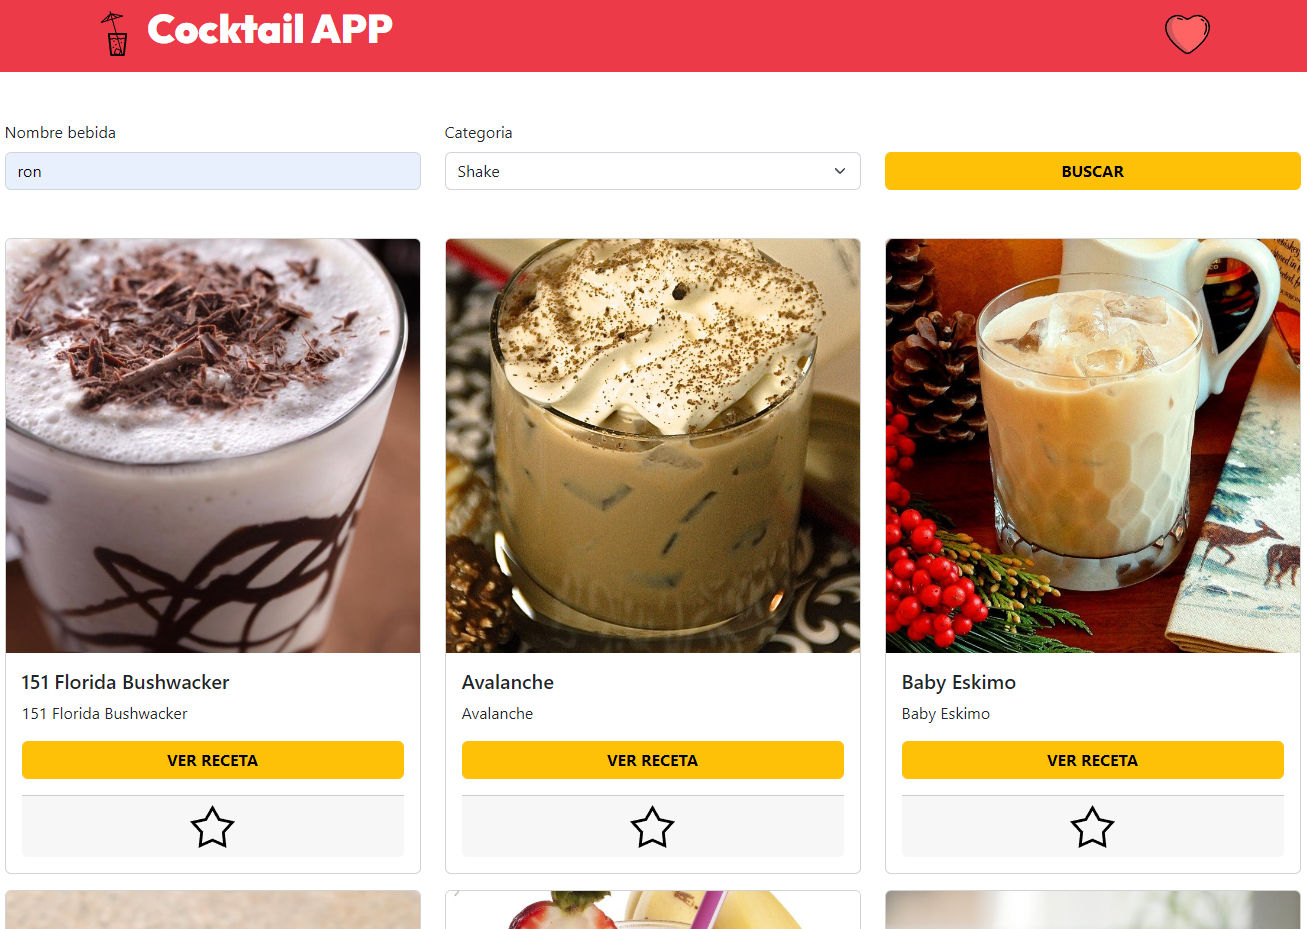 Cocktail APP
Nombre bebida
Categoria
ron
Shake
BUSCAR
151 Florida Bushwacker
151 Florida Bushwacker
VER RECETA
Avalanche
Avalanche
VER RECETA
Baby Eskimo
Baby Eskimo
VER RECETA